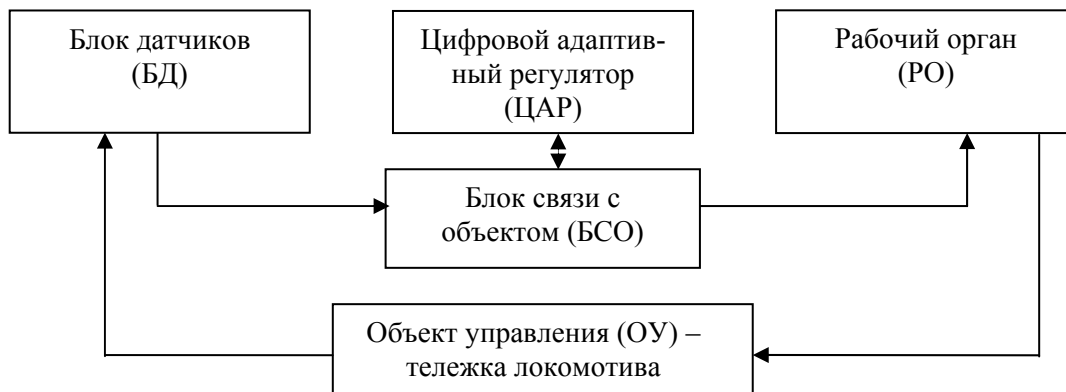 Блок датчиков
(БД)
Цифровой адаптив-
ный регулятор
(ЦАР)
Рабочий орган
(РО)
Блок связи с
объектом (БСО)
Объект управления (ОУ) –
тележка локомотива